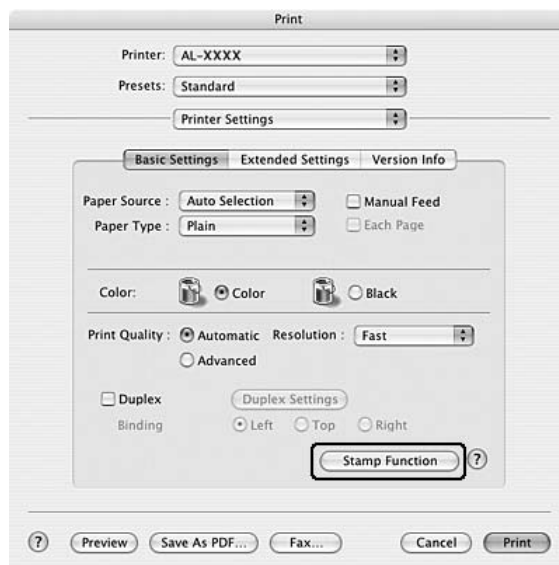 Print
Printer: AL-XXXX
Presets: Standard
Printer Settings
Basic Settings Extended Settings Version Info
Paper Source : Auto Selection Manual Feed
Paper Type : Plain Each Page
Color: Color Black
Print Quality : Automatic Resolution : Fast
Advanced
Duplex Duplex Settings
Binding Left Top Right
Stamp Function ?
? Preview Save As PDF... Fax... Cancel Print